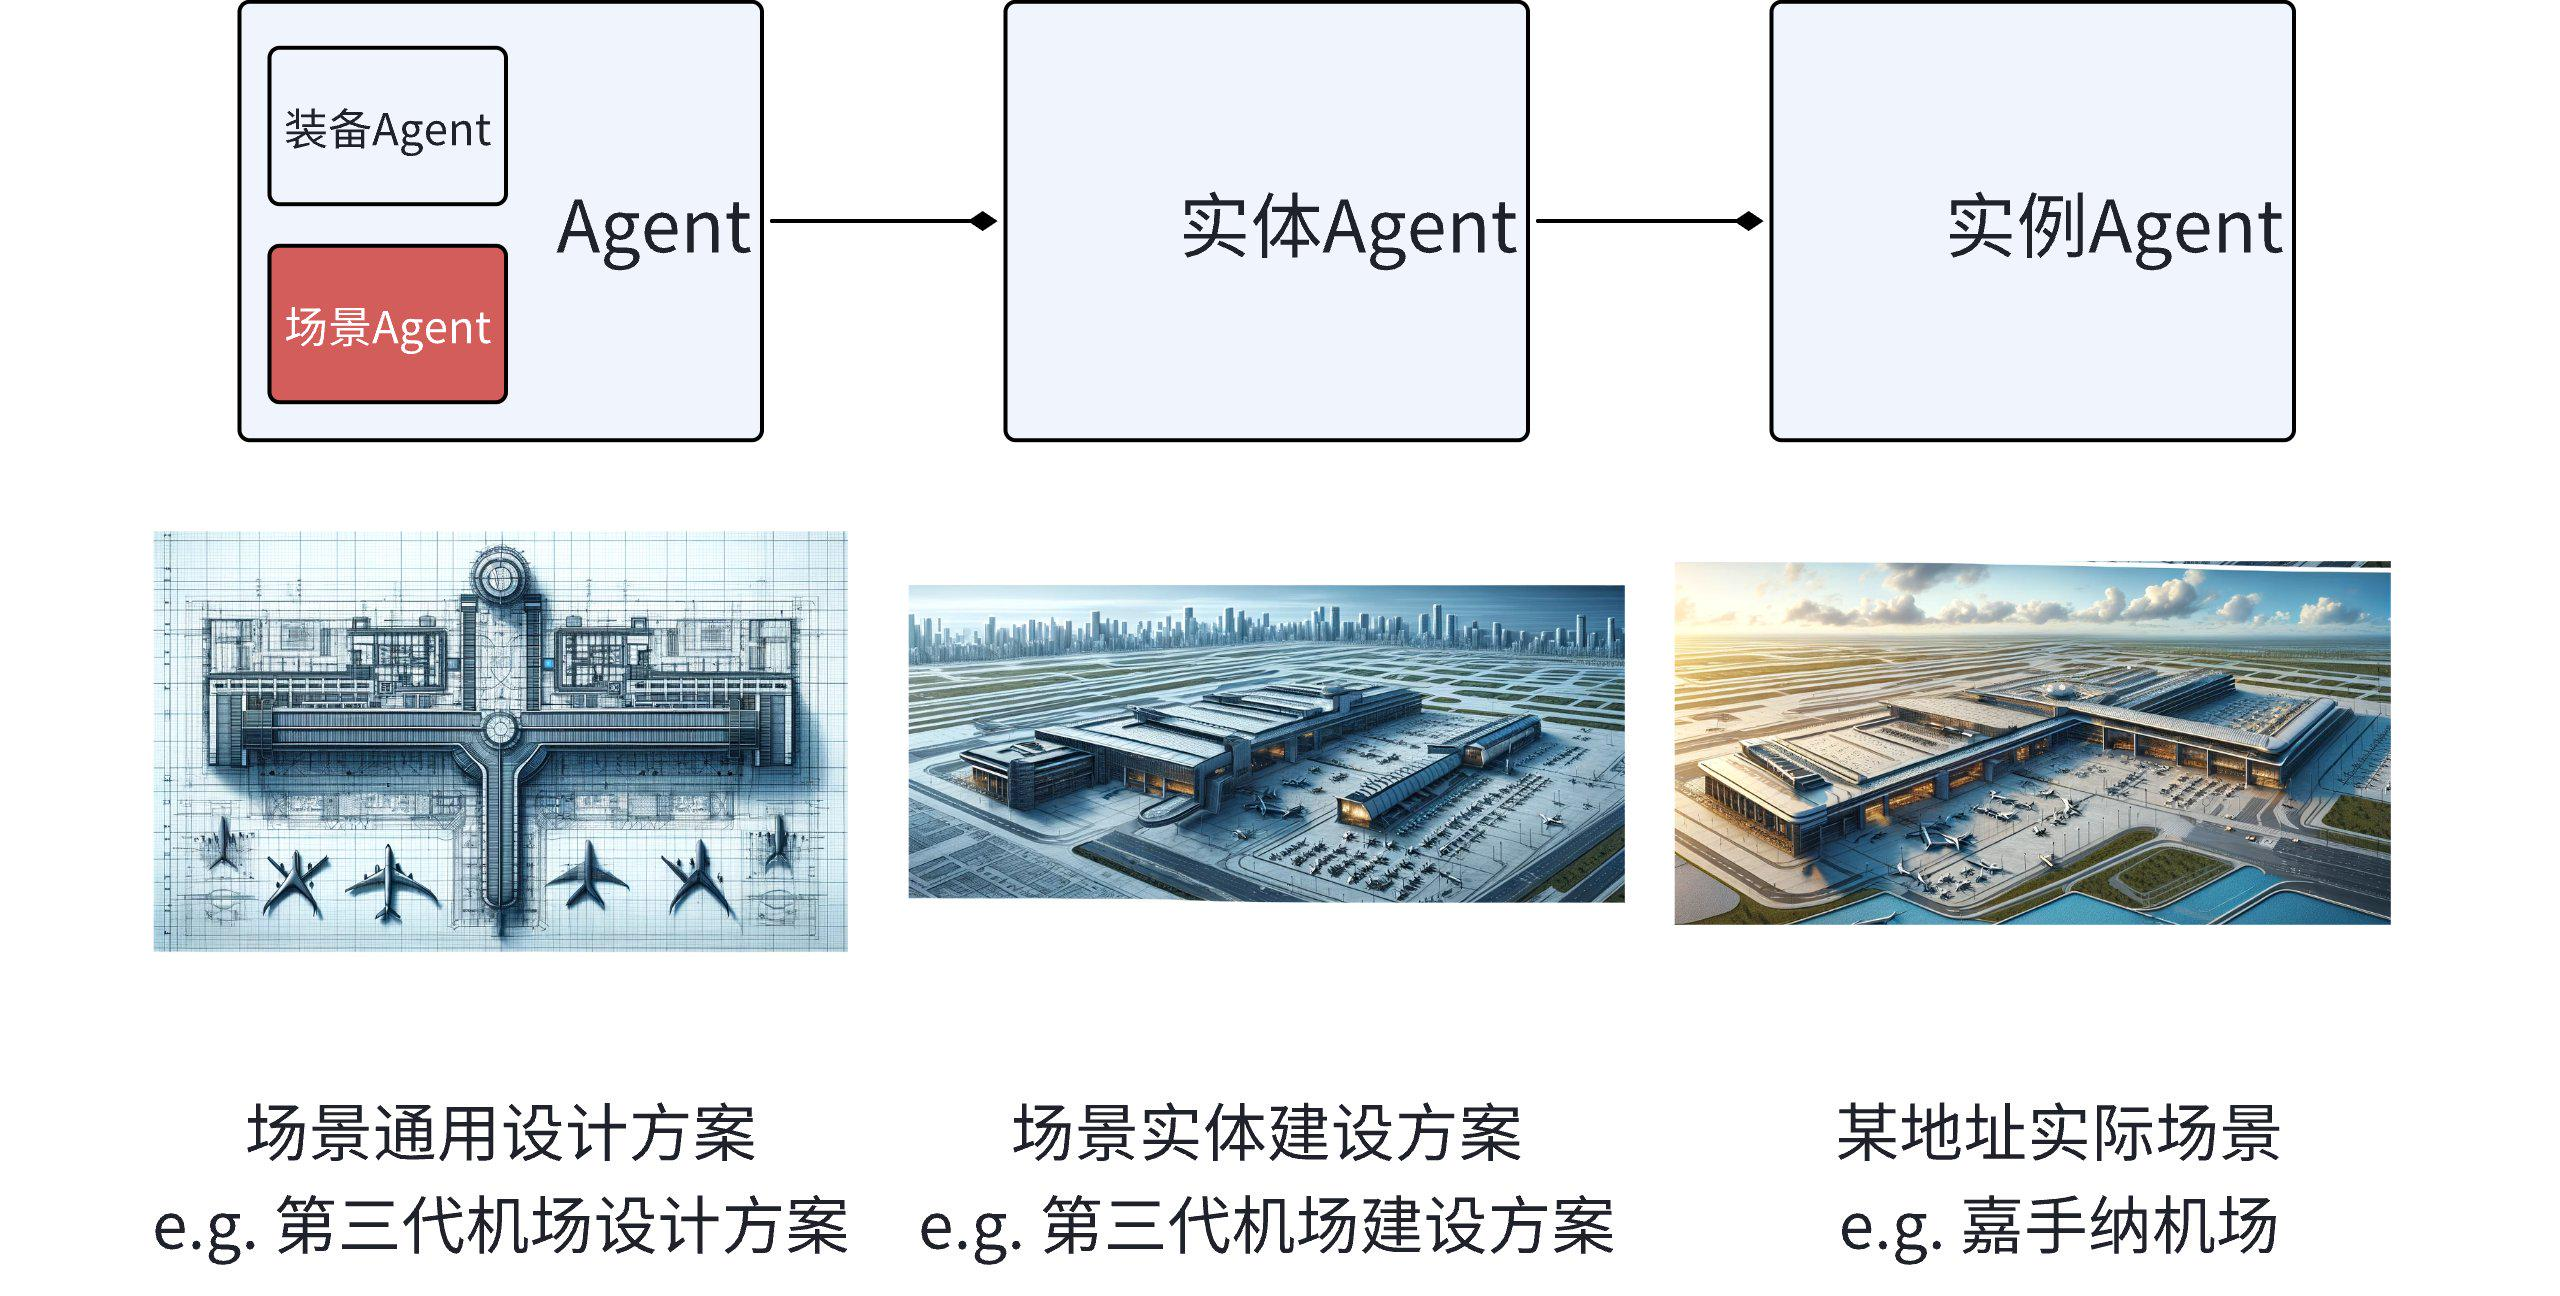 装备Agent
场景Agent
Agent
实体Agent
实例Agent
场景通用设计方案
e.g. 第三代机场设计方案
场景实体建设方案
e.g. 第三代机场建设方案
某地址实际场景
e.g. 嘉手纳机场